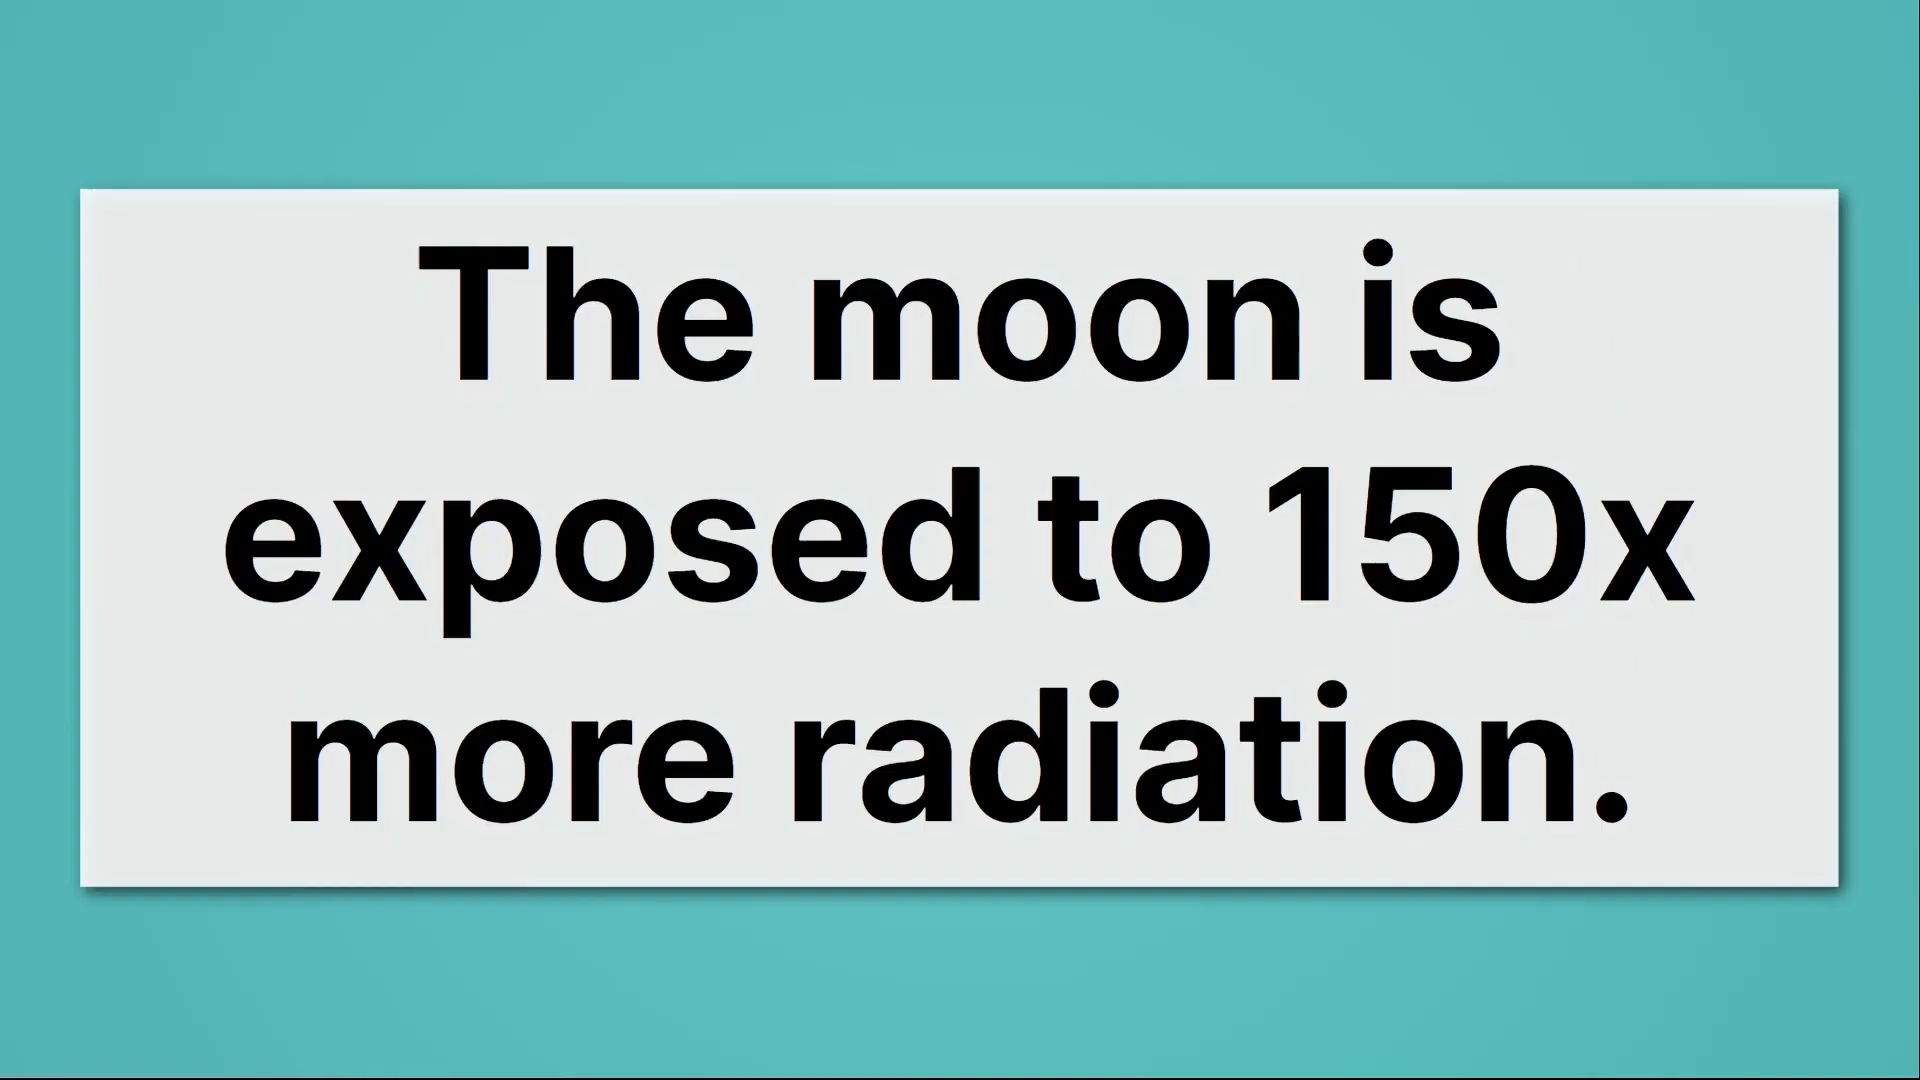 The moon is
exposed to 150x
more radiation.